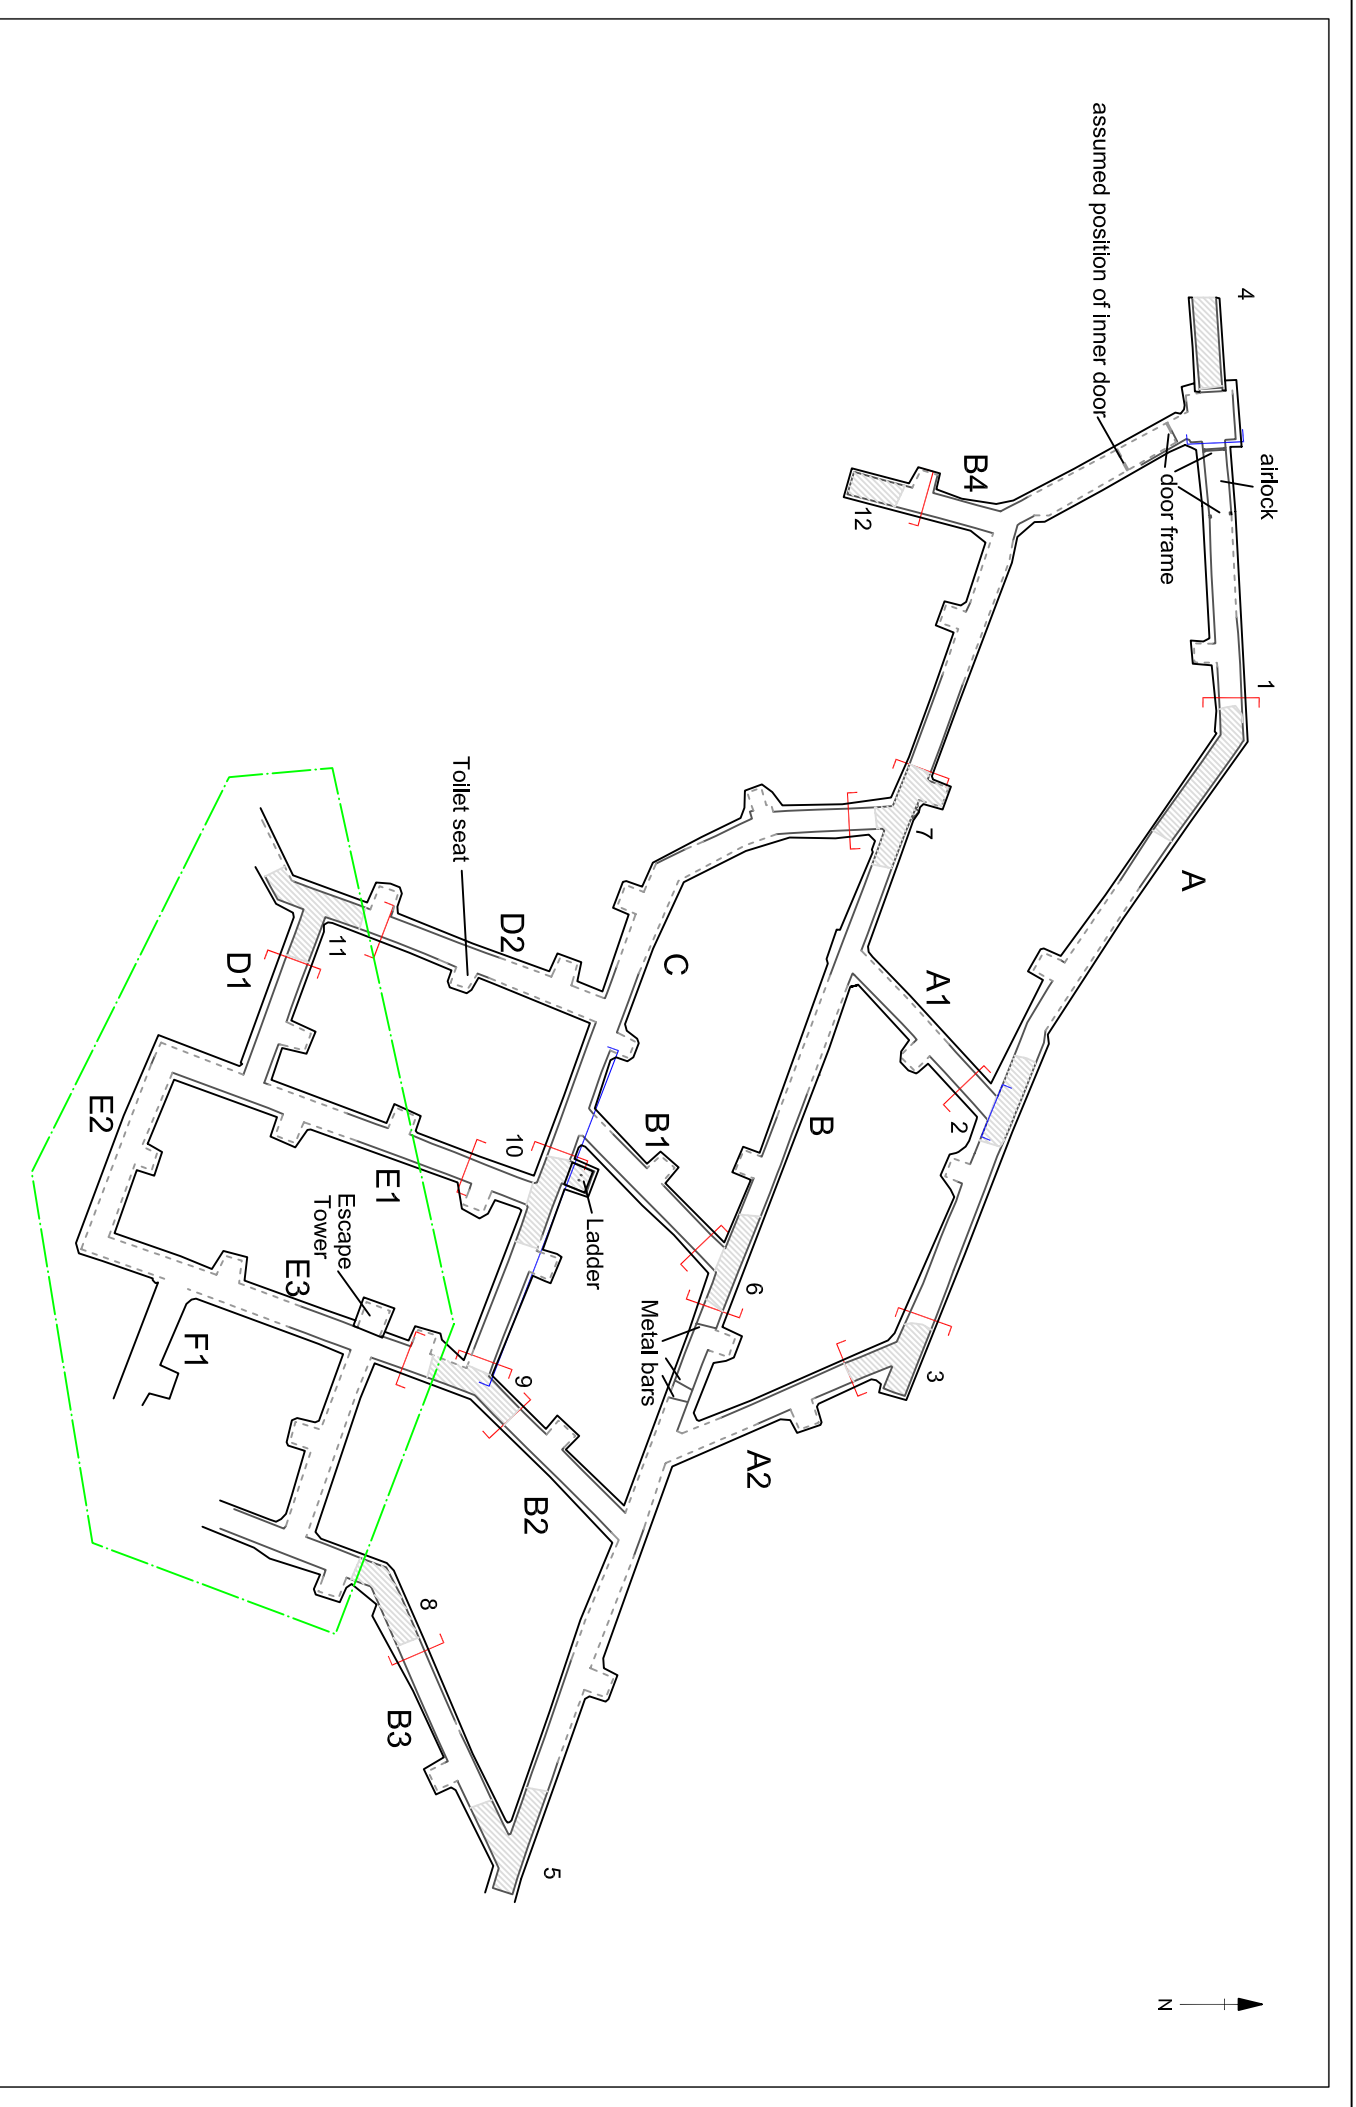 4
airlock
1
assumed position of inner door
door frame
A
B4
12
7
A1
2
3
Toilet seat
D2
C
B
B1
6
A2
D1
11
10
Ladder
Metal bars
E2
E1
Escape
Tower
E3
9
B2
F1
8
B3
5
N